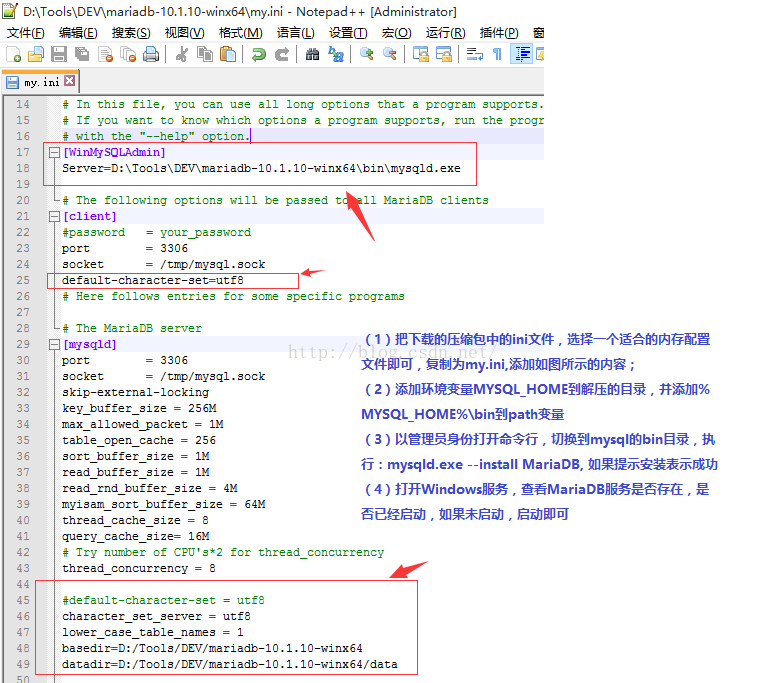 D:\Tools\DEV\mariadb-10.1.10-winx64\my.ini - Notepad++ [Administrator]
文件(F) 编辑(E) 搜索(S) 视图(V) 格式(M) 语言(L) 设置(T) 宏(O) 运行(R) 插件(P) 窗
my.ini
14 # In this file, you can use all long options that a program supports.
15 # If you want to know which options a program supports, run the progr
16 # with the "--help" option.
17 [WinMySQLAdmin]
18 Server=D:\Tools\DEV\mariadb-10.1.10-winx64\bin\mysqld.exe
19
20 # The following options will be passed to all MariaDB clients
21 [client]
22 #password   = your_password
23 port        = 3306
24 socket      = /tmp/mysql.sock
25 default-character-set=utf8
26 # Here follows entries for some specific programs
27
28 # The MariaDB server
29 [mysqld]
30 port        = 3306
31 socket      = /tmp/mysql.sock
32 skip-external-locking
33 key_buffer_size = 256M
34 max_allowed_packet = 1M
35 table_open_cache = 256
36 sort_buffer_size = 1M
37 read_buffer_size = 1M
38 read_rnd_buffer_size = 4M
39 myisam_sort_buffer_size = 64M
40 thread_cache_size = 8
41 query_cache_size= 16M
42 # Try number of CPU's*2 for thread_concurrency
43 thread_concurrency = 8
44
45 #default-character-set = utf8
46 character_set_server = utf8
47 lower_case_table_names = 1
48 basedir=D:/Tools/DEV/mariadb-10.1.10-winx64
49 datadir=D:/Tools/DEV/mariadb-10.1.10-winx64/data
50
http://blog.csdn.net/
（1）把下载的压缩包中的ini文件，选择一个适合的内存配置
文件即可，复制为my.ini,添加如图所示的内容；
（2）添加环境变量MYSQL_HOME到解压的目录，并添加%
MYSQL_HOME%\bin到path变量
（3）以管理员身份打开命令行，切换到mysql的bin目录，执
行：mysqld.exe --install MariaDB, 如果提示安装表示成功
（4）打开Windows服务，查看MariaDB服务是否存在，是
否已经启动，如果未启动，启动即可